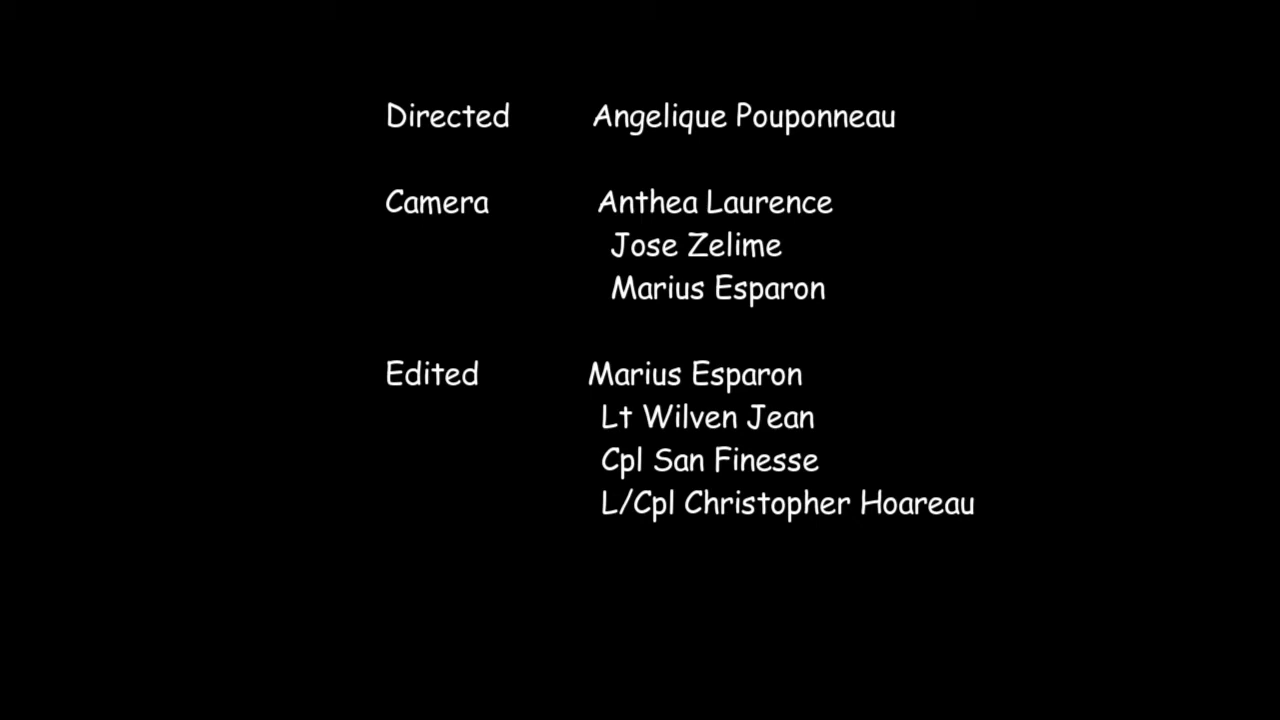 Directed Angelique Pouponneau
Camera Anthea Laurence
Jose Zelime
Marius Esparon
Edited Marius Esparon
Lt Wilven Jean
Cpl San Finesse
L/Cpl Christopher Hoareau